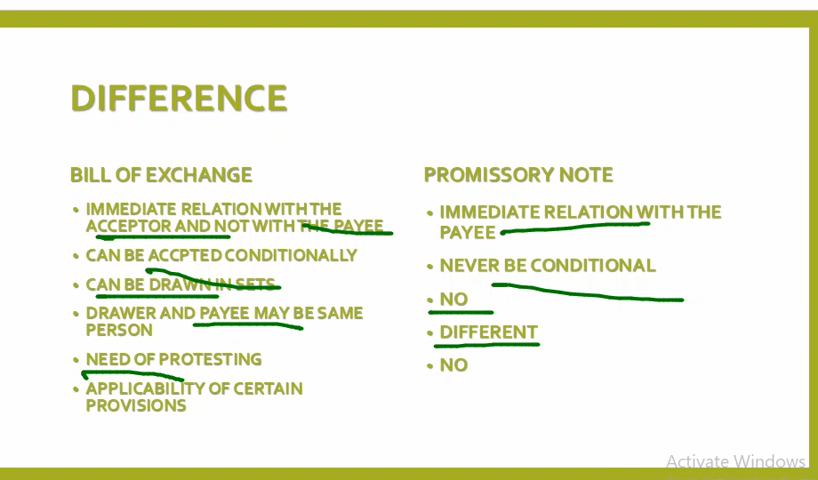 DIFFERENCE
BILL OF EXCHANGE
• IMMEDIATE RELATION WITH THE
ACCEPTOR AND NOT WITH THE PAYEE
• CAN BE ACCPTED CONDITIONALLY
• CAN BE DRAWN IN SETS
• DRAWER AND PAYEE MAY BE SAME
PERSON
• NEED OF PROTESTING
• APPLICABILITY OF CERTAIN
PROVISIONS
PROMISSORY NOTE
• IMMEDIATE RELATION WITH THE
PAYEE
• NEVER BE CONDITIONAL
• NO
• DIFFERENT
• NO
Activate Windows